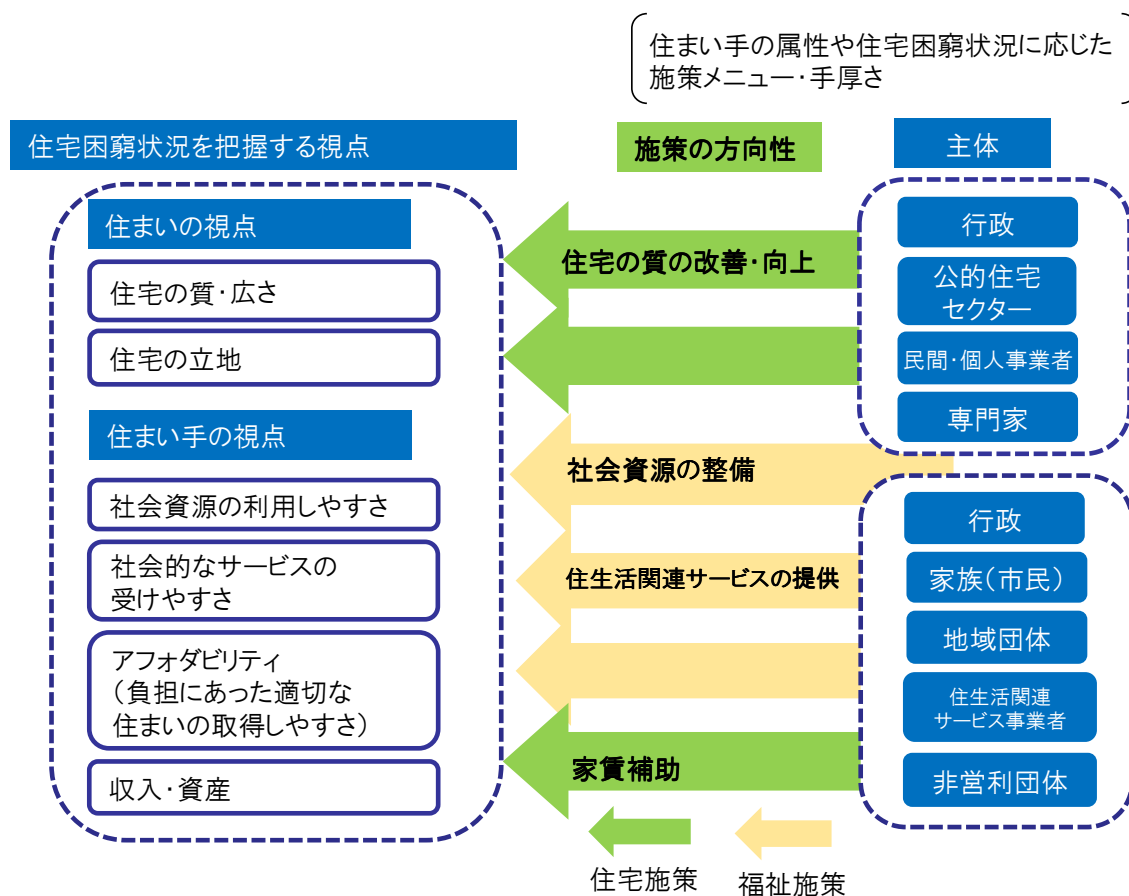 住まい手の属性や住宅困窮状況に応じた
施策メニュー・手厚さ
住宅困窮状況を把握する視点
施策の方向性
主体
住まいの視点
住宅の質・広さ
住宅の立地
住まい手の視点
社会資源の利用しやすさ
社会的なサービスの
受けやすさ
アフォダビリティ
（負担にあった適切な
住まいの取得しやすさ）
収入・資産
住宅の質の改善・向上
社会資源の整備
住生活関連サービスの提供
家賃補助
行政
公的住宅
セクター
民間・個人事業者
専門家
行政
家族（市民）
地域団体
住生活関連
サービス事業者
非営利団体
住宅施策
福祉施策